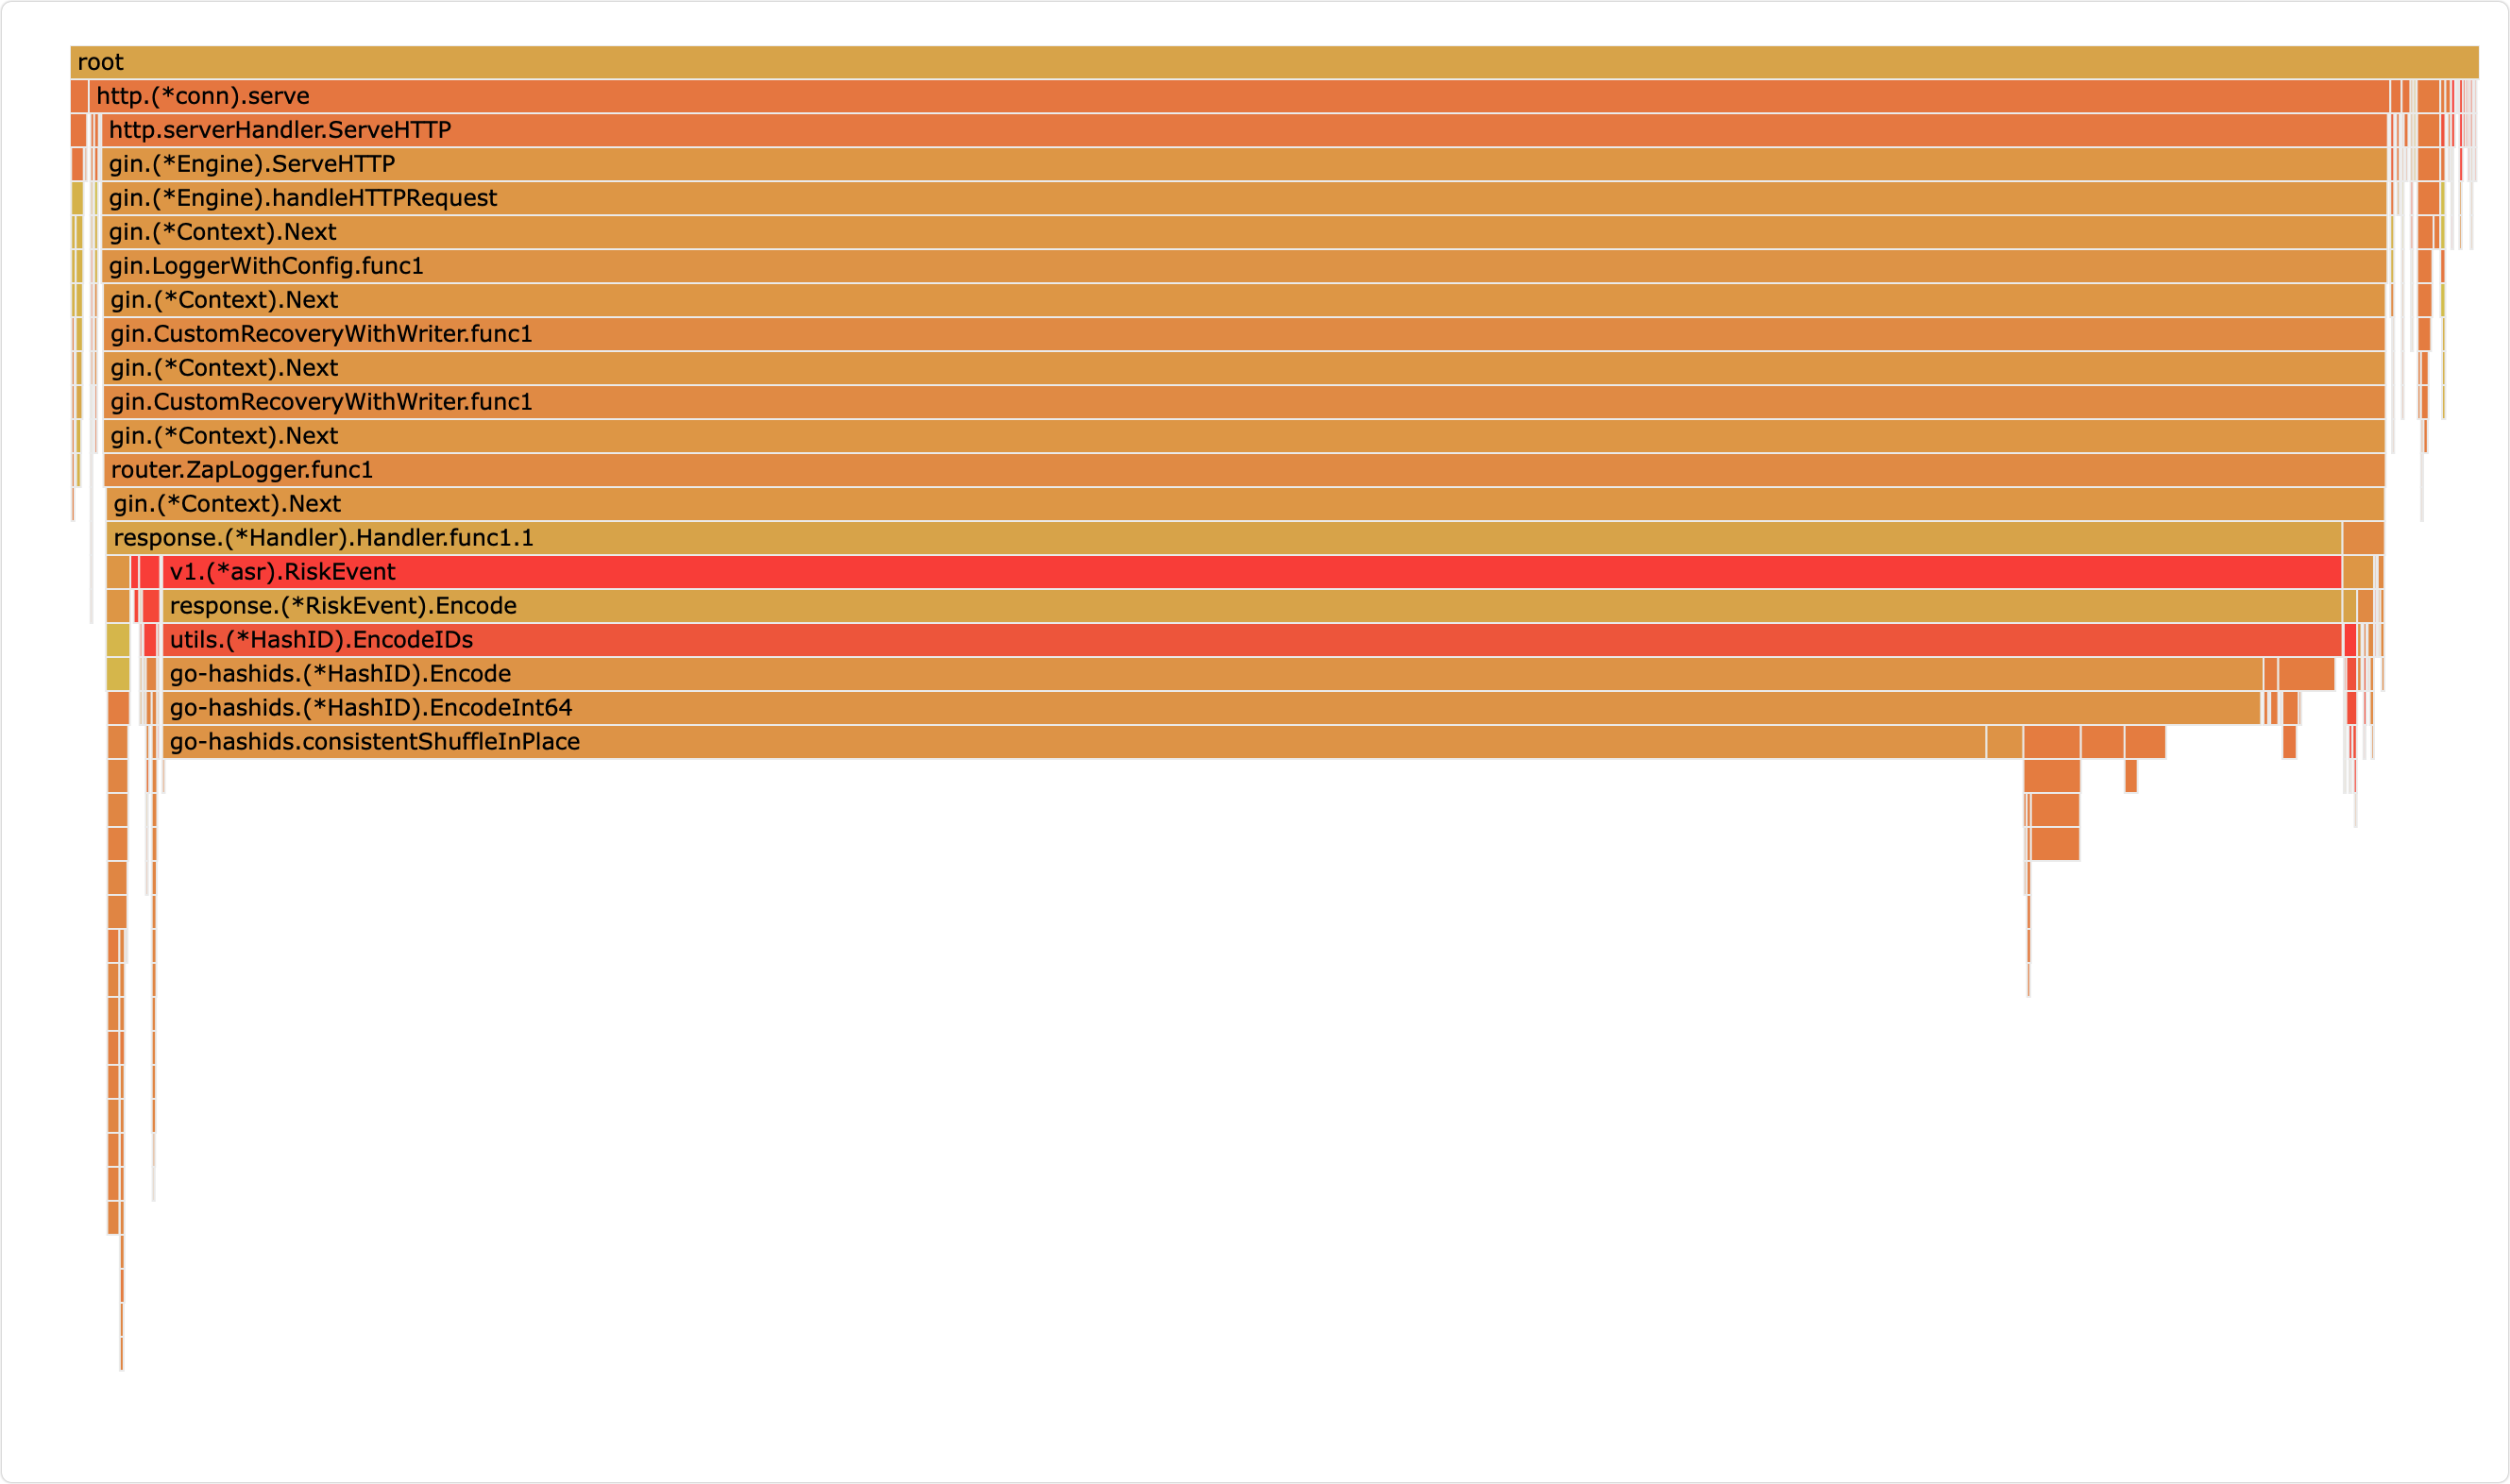 root
http.(*conn).serve
http.serverHandler.ServeHTTP
gin.(*Engine).ServeHTTP
gin.(*Engine).handleHTTPRequest
gin.(*Context).Next
gin.LoggerWithConfig.func1
gin.(*Context).Next
gin.CustomRecoveryWithWriter.func1
gin.(*Context).Next
gin.CustomRecoveryWithWriter.func1
gin.(*Context).Next
router.ZapLogger.func1
gin.(*Context).Next
response.(*Handler).Handler.func1.1
v1.(*asr).RiskEvent
response.(*RiskEvent).Encode
utils.(*HashID).EncodeIDs
go-hashids.(*HashID).Encode
go-hashids.(*HashID).EncodeInt64
go-hashids.consistentShuffleInPlace